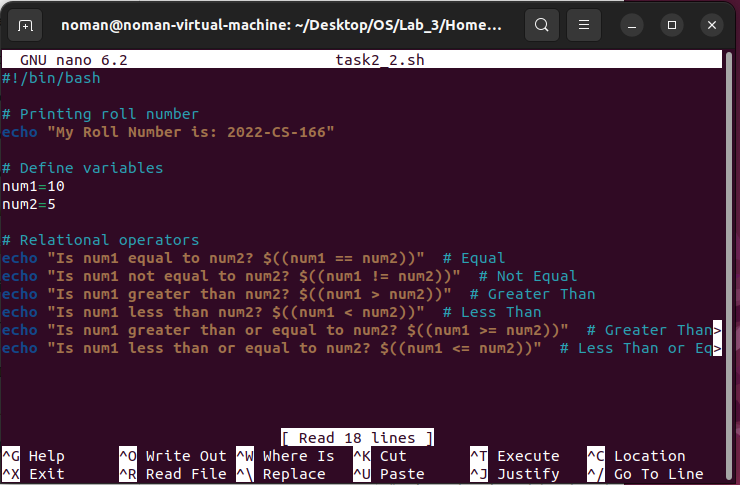 noman@noman-virtual-machine: ~/Desktop/OS/Lab_3/Home...
GNU nano 6.2 task2_2.sh
#!/bin/bash
# Printing roll number
echo "My Roll Number is: 2022-CS-166"
# Define variables
num1=10
num2=5
# Relational operators
echo "Is num1 equal to num2? $((num1 == num2))"  # Equal
echo "Is num1 not equal to num2? $((num1 != num2))"  # Not Equal
echo "Is num1 greater than num2? $((num1 > num2))"  # Greater Than
echo "Is num1 less than num2? $((num1 < num2))"  # Less Than
echo "Is num1 greater than or equal to num2? $((num1 >= num2))"  # Greater Than>
echo "Is num1 less than or equal to num2? $((num1 <= num2))"  # Less Than or Eq>
[ Read 18 lines ]
^G Help ^O Write Out ^W Where Is ^K Cut ^T Execute ^C Location
^X Exit ^R Read File ^\ Replace ^U Paste ^J Justify ^/ Go To Line